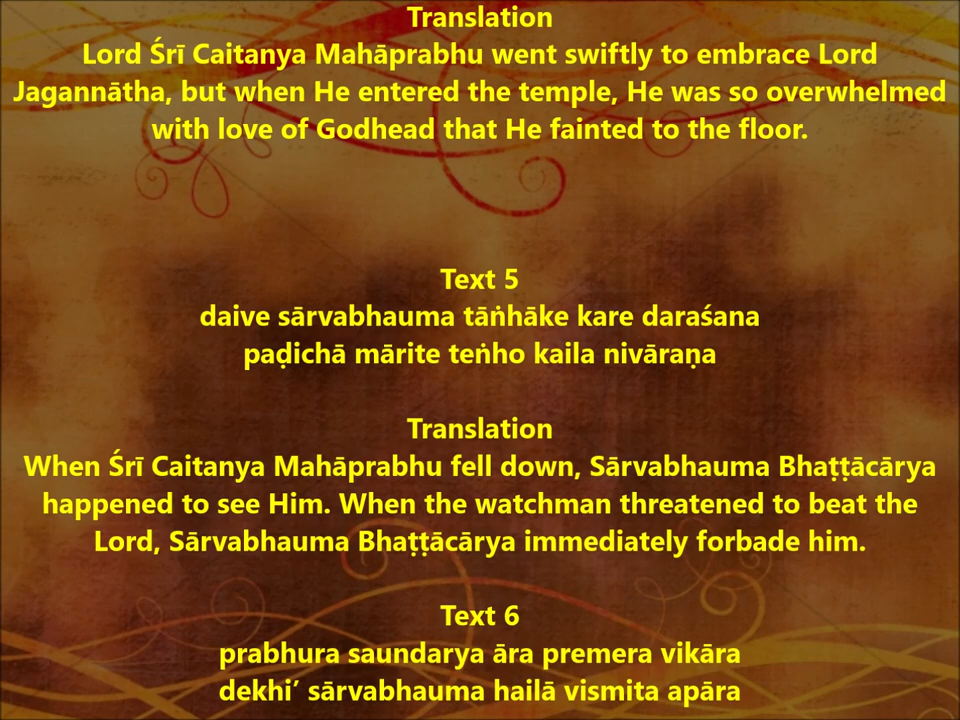 Translation
Lord Śrī Caitanya Mahāprabhu went swiftly to embrace Lord
Jagannātha, but when He entered the temple, He was so overwhelmed
with love of Godhead that He fainted to the floor.
Text 5
daive sārvabhauma tāṅhāke kare daraśana
paḍichā mārite teṅho kaila nivāraṇa
Translation
When Śrī Caitanya Mahāprabhu fell down, Sārvabhauma Bhaṭṭācārya
happened to see Him. When the watchman threatened to beat the
Lord, Sārvabhauma Bhaṭṭācārya immediately forbade him.
Text 6
prabhura saundarya āra premera vikāra
dekhi’ sārvabhauma hailā vismita apāra